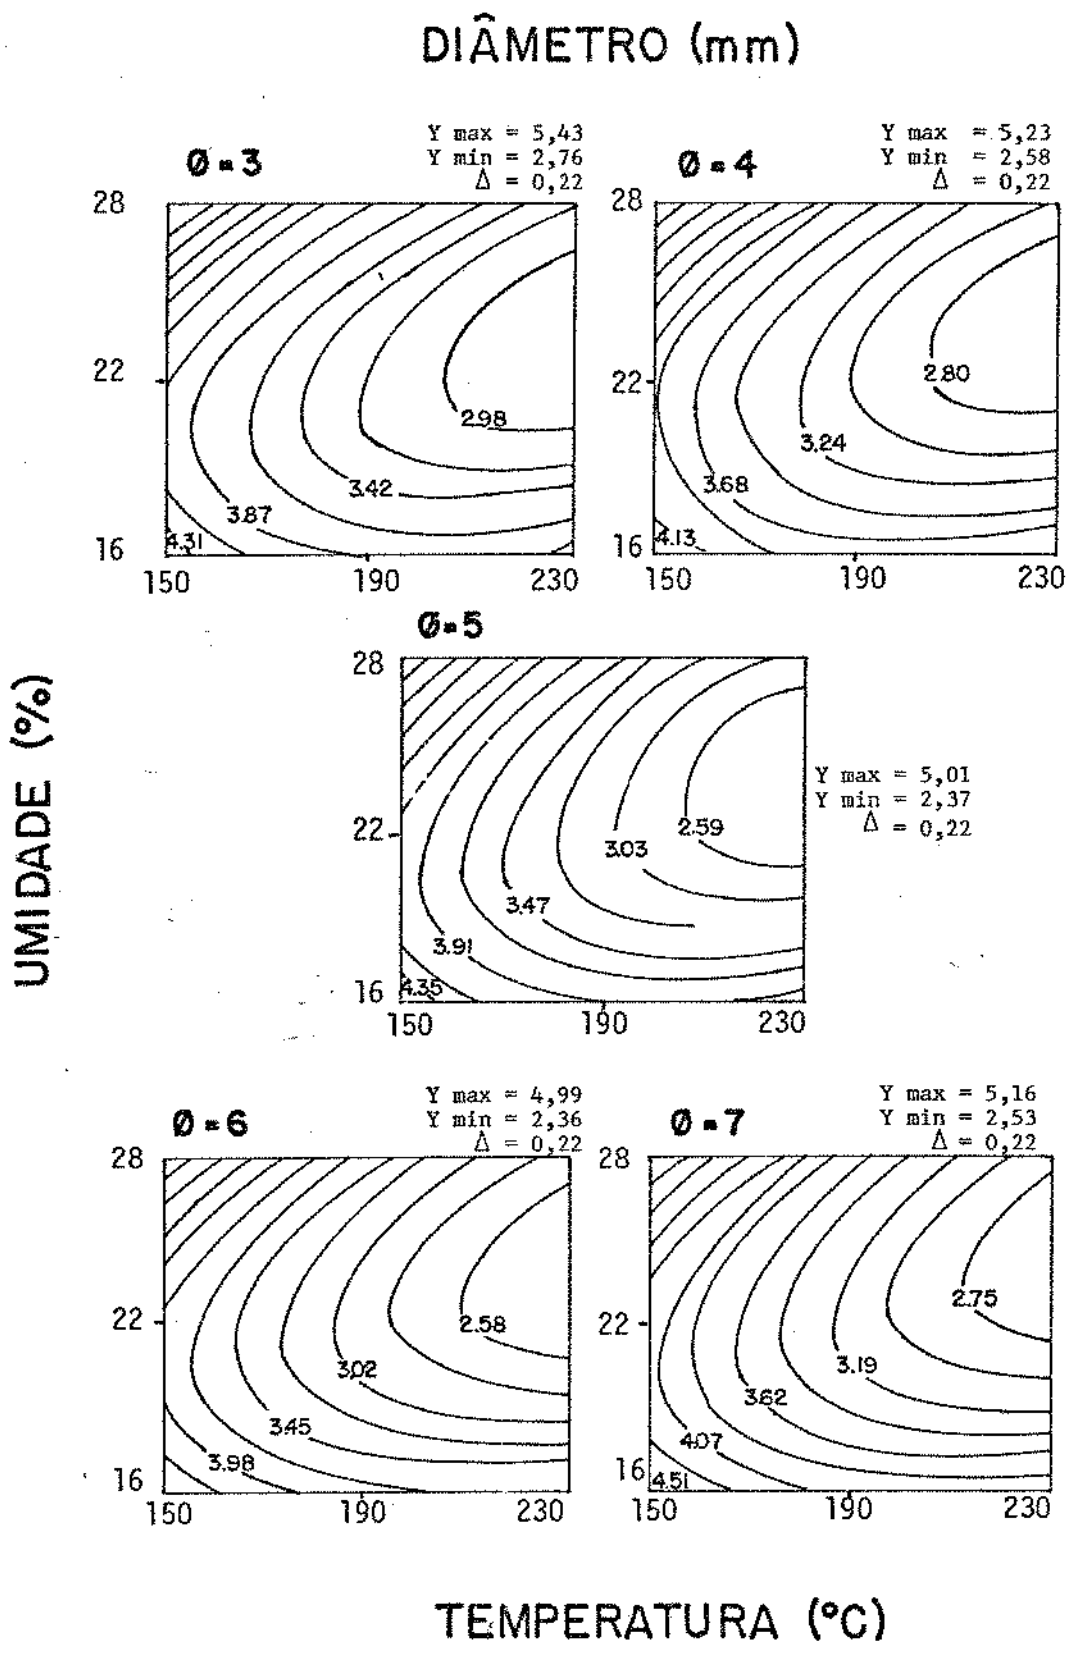 DIÂMETRO (mm)
Y max = 5,43
Y min = 2,76
Δ = 0,22
Ø=3
Y max = 5,23
Y min = 2,58
Δ = 0,22
Ø=4
28
22
16
2.98
3.42
3.87
4.31
150 190 230
28
22
16
2.80
3.24
3.68
4.13
150 190 230
Ø=5
28
22
16
2.59
3.03
3.47
3.91
4.35
150 190 230
Y max = 5,01
Y min = 2,37
Δ = 0,22
UMIDADE (%)
Y max = 4,99
Y min = 2,36
Δ = 0,22
Ø=6
Y max = 5,16
Y min = 2,53
Δ = 0,22
Ø=7
28
22
16
2.58
3.02
3.45
3.98
150 190 230
28
22
16
2.75
3.19
3.62
4.07
4.51
150 190 230
TEMPERATURA (ºC)